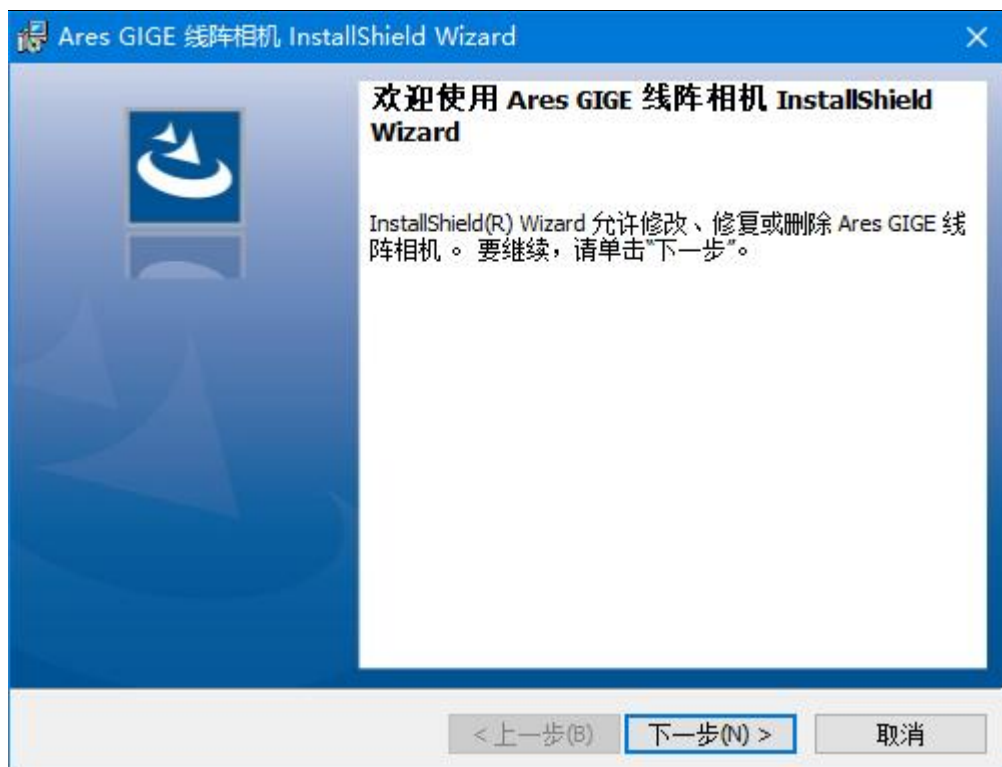 Ares GIGE 线阵相机 InstallShield Wizard
欢迎使用 Ares GIGE 线阵相机 InstallShield
Wizard
InstallShield(R) Wizard 允许修改、修复或删除 Ares GIGE 线
阵相机 。 要继续，请单击“下一步”。
<上一步(B)
下一步(N) >
取消